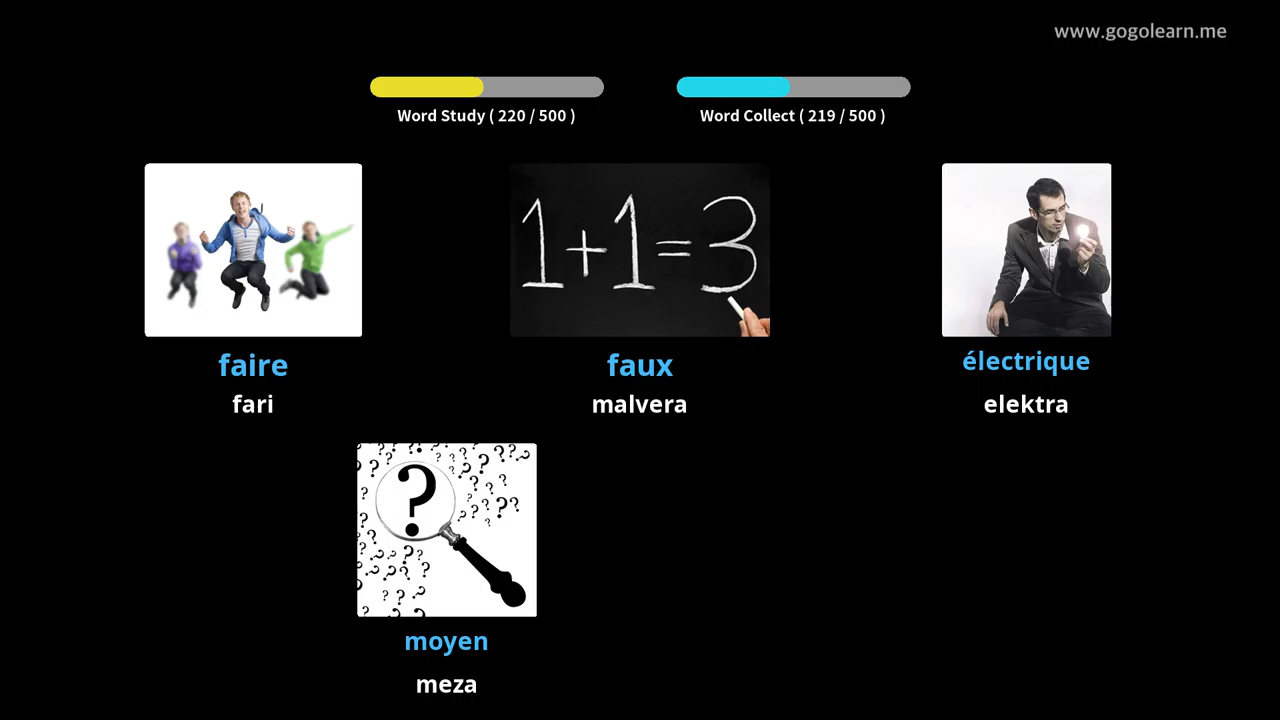 www.gogolearn.me
Word Study ( 220 / 500 )
Word Collect ( 219 / 500 )
1+1=3
faire
fari
faux
malvera
électrique
elektra
?
moyen
meza